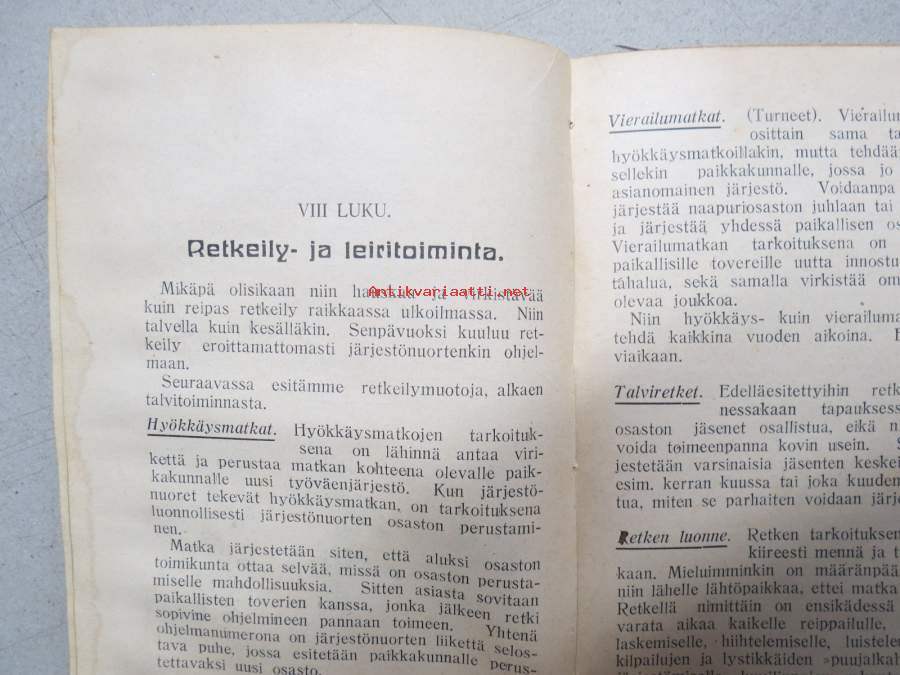 VIII LUKU.
Retkeily- ja leiritoiminta.
Mikäpä olisikaan niin hauskaa ja virkistävää
kuin reipas retkeily raikkaassa ulkoilmassa. Niin
talvella kuin kesälläkin. Senpävuoksi kuuluu ret-
keily eroittamattomasti järjestönuortenkin ohjel-
maan.
Seuraavassa esitämme retkeilymuotoja, alkaen
talvitoiminnasta.
Hyökkäysmatkat. Hyökkäysmatkojen tarkoituk-
sena on lähinnä antaa viri-
kettä ja perustaa matkan kohteena olevalle paik-
kakunnalle uusi työväenjärjestö. Kun järjestö-
nuoret tekevät hyökkäysmatkan, on tarkoituksena
luonnollisesti järjestönuorten osaston perustami-
nen.
Matka järjestetään siten, että aluksi osaston
toimikunta ottaa selvää, missä on osaston perusta-
miselle mahdollisuuksia. Sitten asiasta sovitaan
paikallisten toverien kanssa, jonka jälkeen retki
sopivine ohjelmineen pannaan toimeen. Yhtenä
ohjelmanumerona on järjestönuorten liikettä selos-
tava puhe, jossa esitetään paikkakunnalle perus-
tettavaksi uusi osasto.
Antikvariaatti.net
Vierailumatkat. (Turneet).
osittain sama
hyökkäysmatkoillakin, mutta
sellekin paikkakunnalle, jossa jo
asianomainen järjestö. Voidaanpa
järjestää naapuriosaston juhlaan tai
ja järjestää yhdessä paikallisen
Vierailumatkan tarkoituksena on
paikallisille tovereille uutta
tahalua, sekä samalla virkistää
olevaa joukkoa.
Niin hyökkäys- kuin
tehdä kaikkina vuoden aikoina.
viaikaan.
Talviretket. Edelläesitettyihin
nessakaan
osaston jäsenet osallistua, eikä
voida toimeenpanna kovin usein.
jestetään varsinaisia jäsenten
esim. kerran kuussa tai joka
tua, miten se parhaiten voidaan
Retken luonne. Retken
kiireesti mennä ja
kaan. Mieluimminkin on
niin lähelle lähtöpaikkaa, ettei matka
Retkellä nimittäin on ensikädessä
varata aikaa kaikelle reippailulle,
laskemiselle, hiihtelemiselle,
kilpailujen ja lystikkäiden